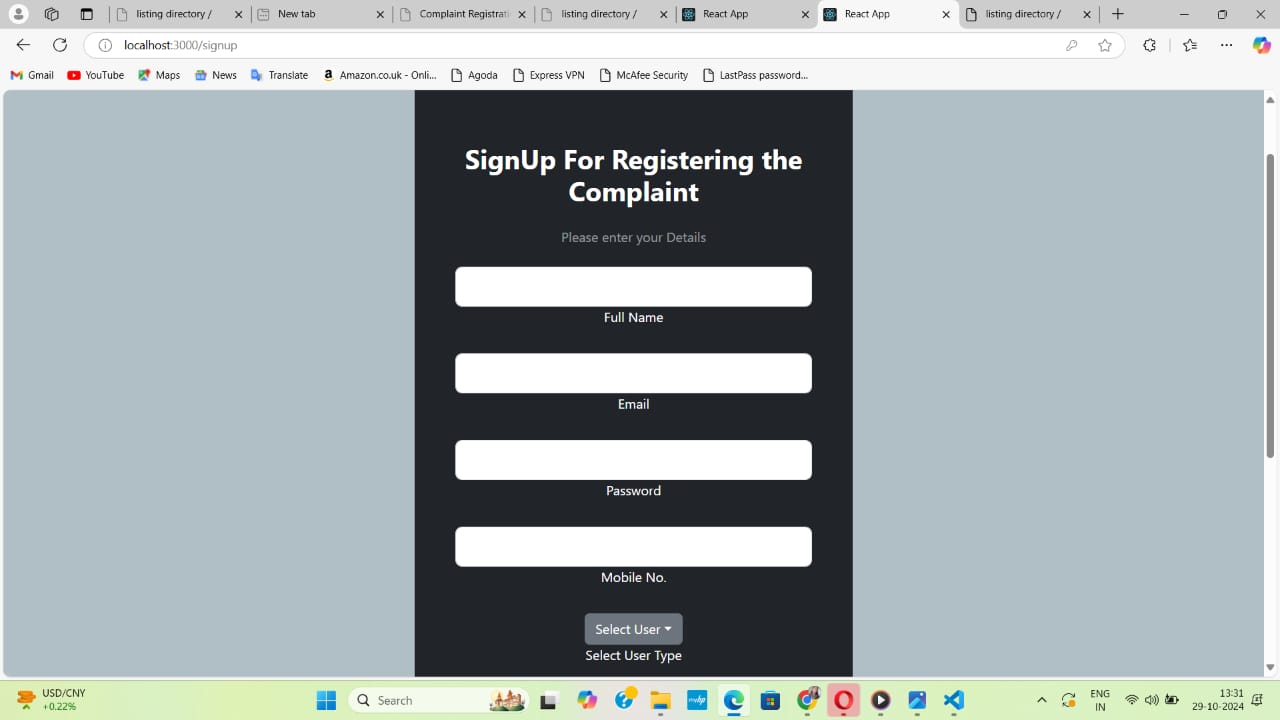 listing directory /
New tab
Complaint Registrati
listing directory /
React App
React App
listing directory /
localhost:3000/signup
Gmail
YouTube
Maps
News
Translate
Amazon.co.uk - Onli...
Agoda
Express VPN
McAfee Security
LastPass password...
SignUp For Registering the
Complaint
Please enter your Details
Full Name
Email
Password
Mobile No.
Select User
Select User Type
USD/CNY
+0.22%
Search
ENG
IN
13:31
29-10-2024